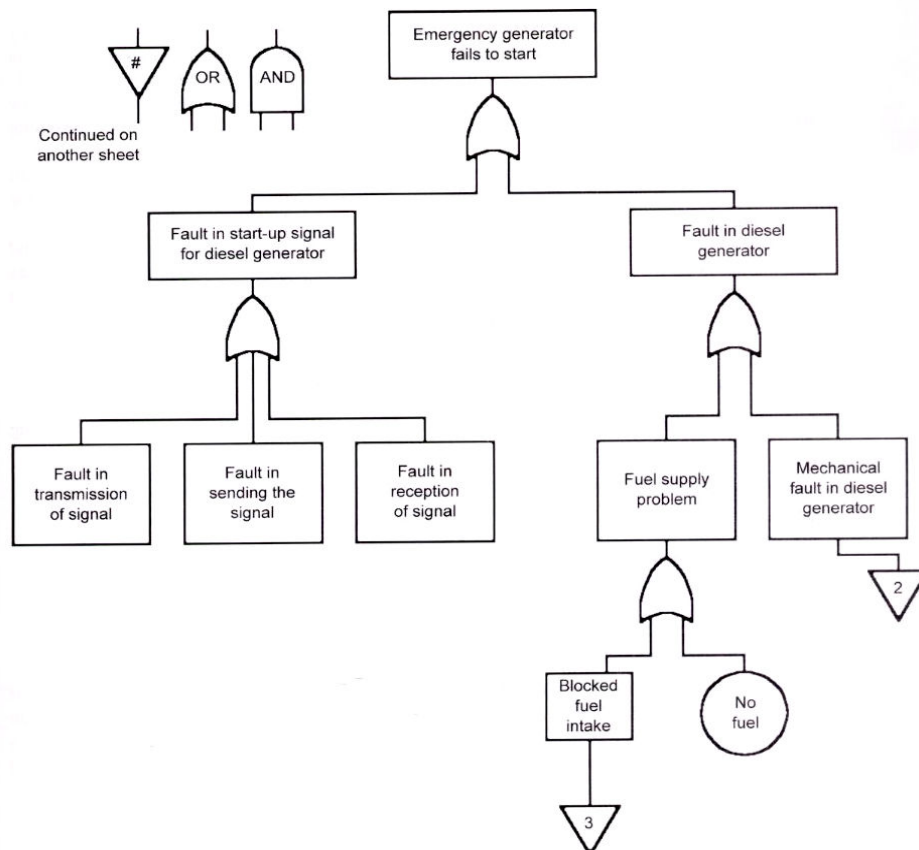 Emergency generator
fails to start
#
OR
AND
Continued on
another sheet
Fault in start-up signal
for diesel generator
Fault in diesel
generator
Fault in
transmission
of signal
Fault in
sending the
signal
Fault in
reception
of signal
Fuel supply
problem
Mechanical
fault in diesel
generator
2
Blocked
fuel
intake
No
fuel
3